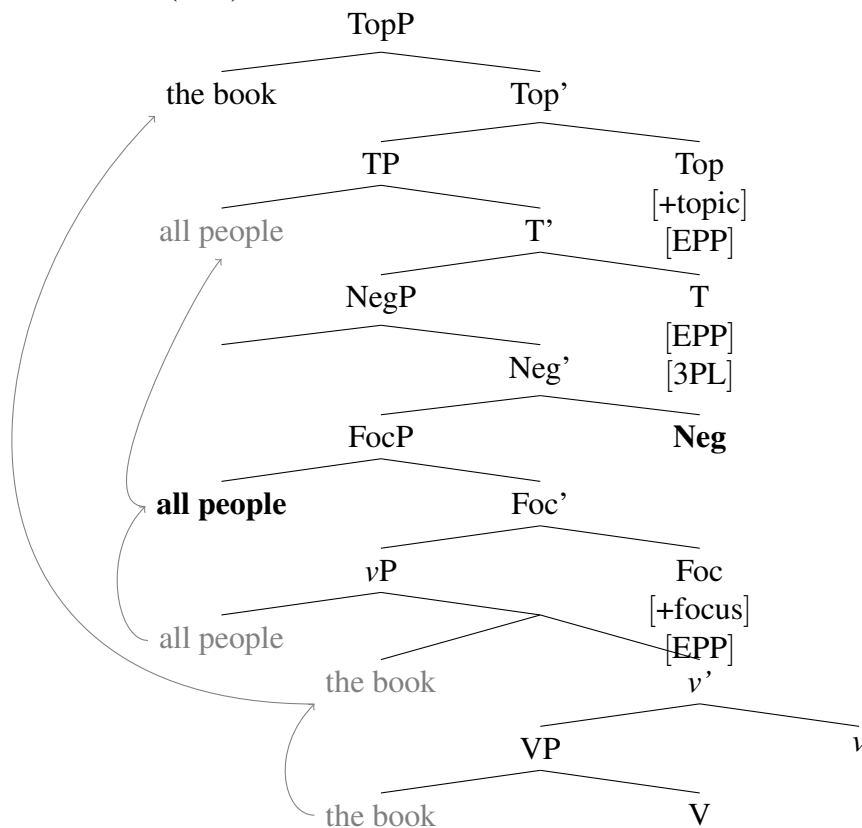 TopP
the book Top’
TP Top
[+topic]
all people T’ [EPP]
NegP T
[EPP]
Neg’ [3PL]
FocP Neg
all people Foc’
vP Foc
[+focus]
all people [EPP]
the book v’
VP v
the book V